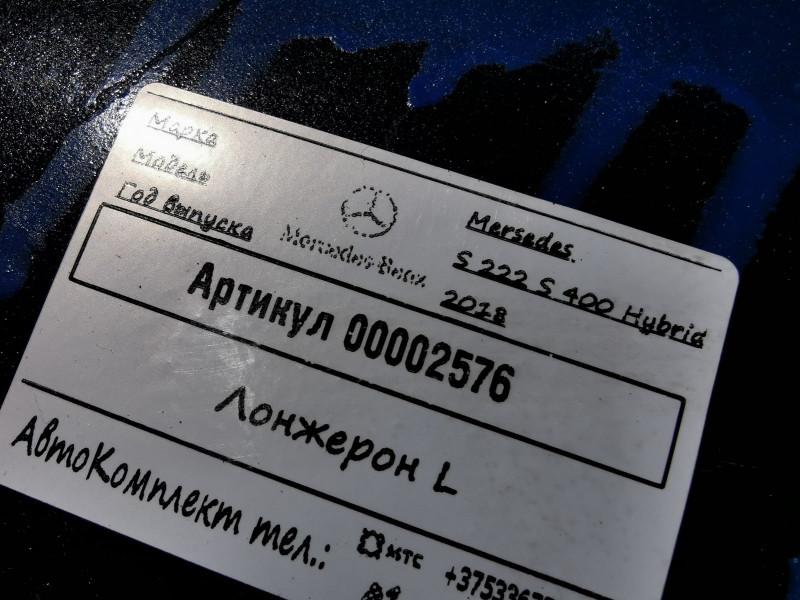 Марка
Mersedes
Модель
S 222 S 400 Hybrid
Год выпуска
2018
Mercedes-Benz
Артикул 00002576
Лонжерон L
АвтоКомплект тел.:
мтс